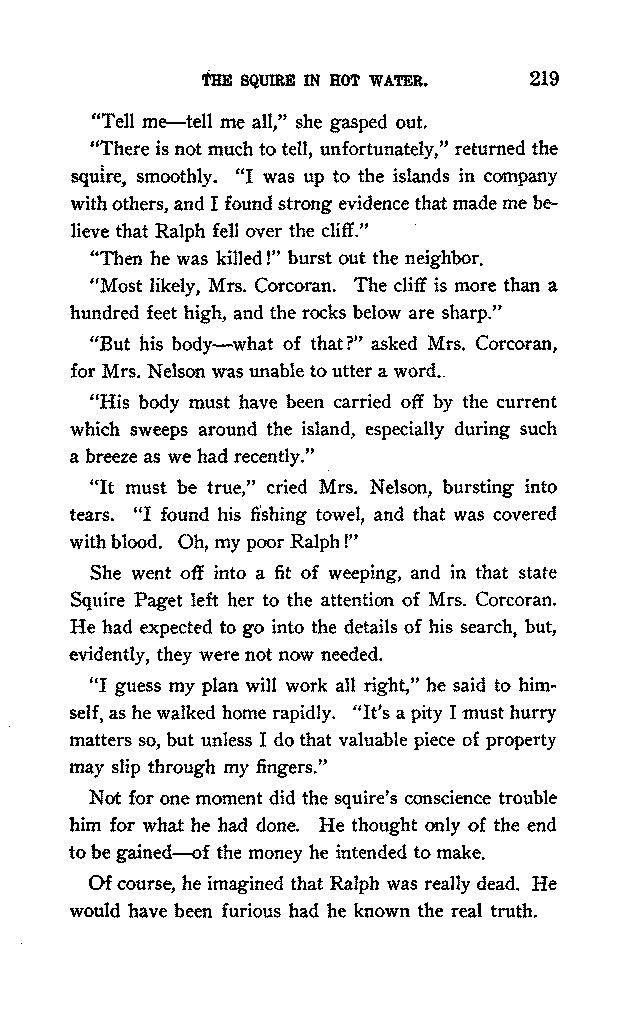 THE SQUIRE IN HOT WATER. 219
“Tell me—tell me all,” she gasped out.
“There is not much to tell, unfortunately,” returned the
squire, smoothly. “I was up to the islands in company
with others, and I found strong evidence that made me be-
lieve that Ralph fell over the cliff.”
“Then he was killed!” burst out the neighbor.
“Most likely, Mrs. Corcoran. The cliff is more than a
hundred feet high, and the rocks below are sharp.”
“But his body—what of that?” asked Mrs. Corcoran,
for Mrs. Nelson was unable to utter a word.
“His body must have been carried off by the current
which sweeps around the island, especially during such
a breeze as we had recently.”
“It must be true,” cried Mrs. Nelson, bursting into
tears. “I found his fishing towel, and that was covered
with blood. Oh, my poor Ralph!”
She went off into a fit of weeping, and in that state
Squire Paget left her to the attention of Mrs. Corcoran.
He had expected to go into the details of his search, but,
evidently, they were not now needed.
“I guess my plan will work all right,” he said to him-
self, as he walked home rapidly. “It’s a pity I must hurry
matters so, but unless I do that valuable piece of property
may slip through my fingers.”
Not for one moment did the squire’s conscience trouble
him for what he had done. He thought only of the end
to be gained—of the money he intended to make.
Of course, he imagined that Ralph was really dead. He
would have been furious had he known the real truth.